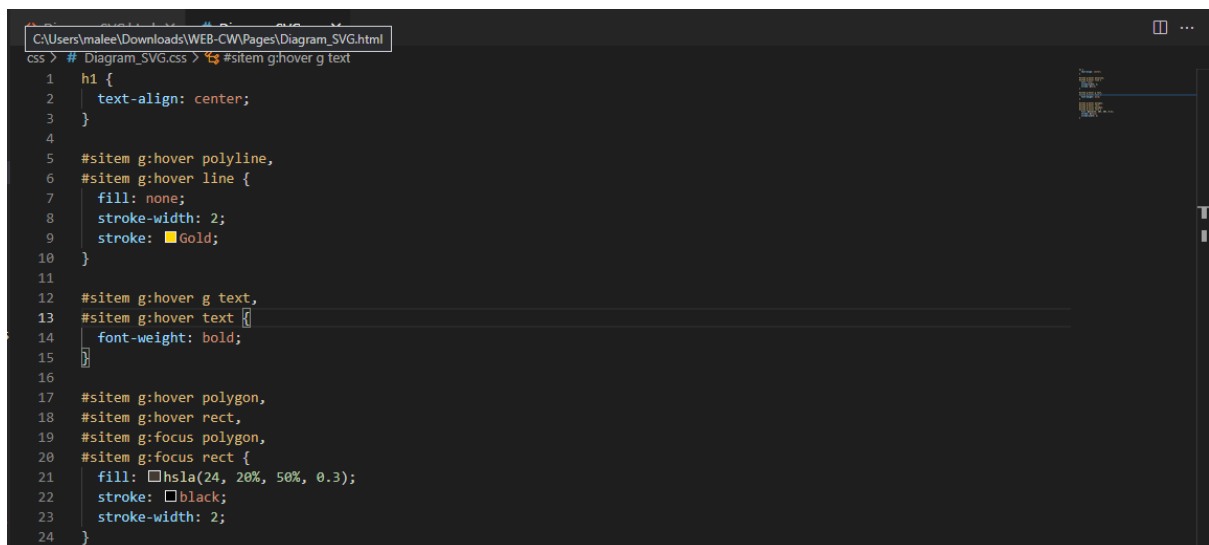 C:\Users\malee\Downloads\WEB-CW\Pages\Diagram_SVG.html
css > # Diagram_SVG.css > #sitem g:hover g text
1 h1 {
2 text-align: center;
3 }
4
5 #sitem g:hover polyline,
6 #sitem g:hover line {
7 fill: none;
8 stroke-width: 2;
9 stroke: Gold;
10 }
11
12 #sitem g:hover g text,
13 #sitem g:hover text {
14 font-weight: bold;
15 }
16
17 #sitem g:hover polygon,
18 #sitem g:hover rect,
19 #sitem g:focus polygon,
20 #sitem g:focus rect {
21 fill: hsla(24, 20%, 50%, 0.3);
22 stroke: black;
23 stroke-width: 2;
24 }